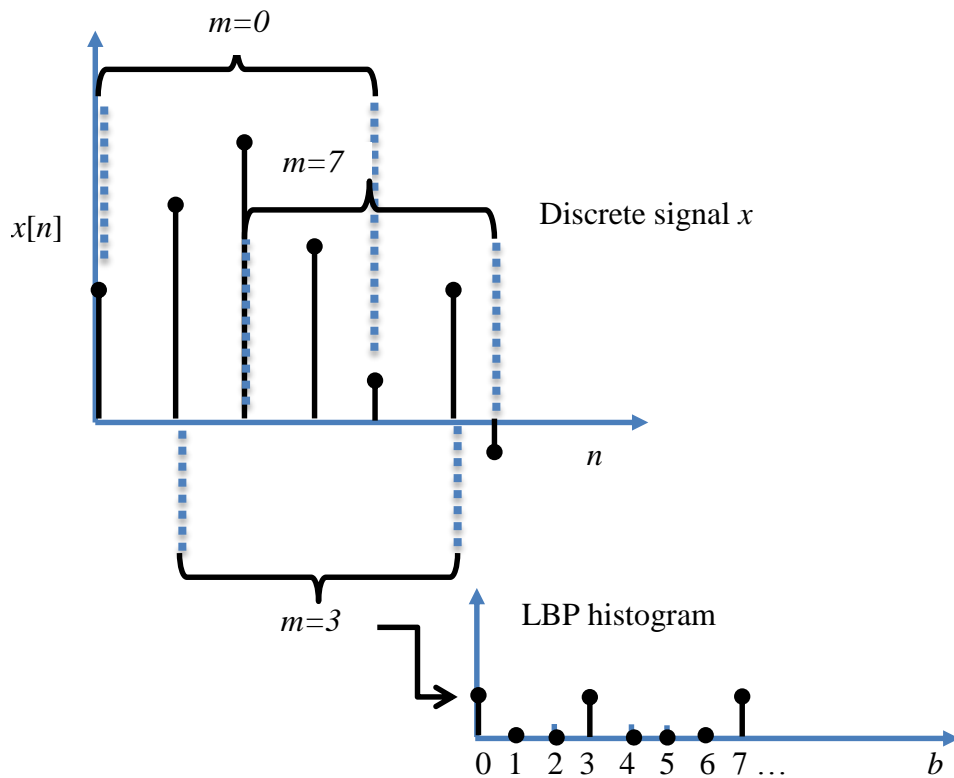 m=0
m=7
x[n]
Discrete signal x
n
m=3
LBP histogram
0 1 2 3 4 5 6 7 ... b